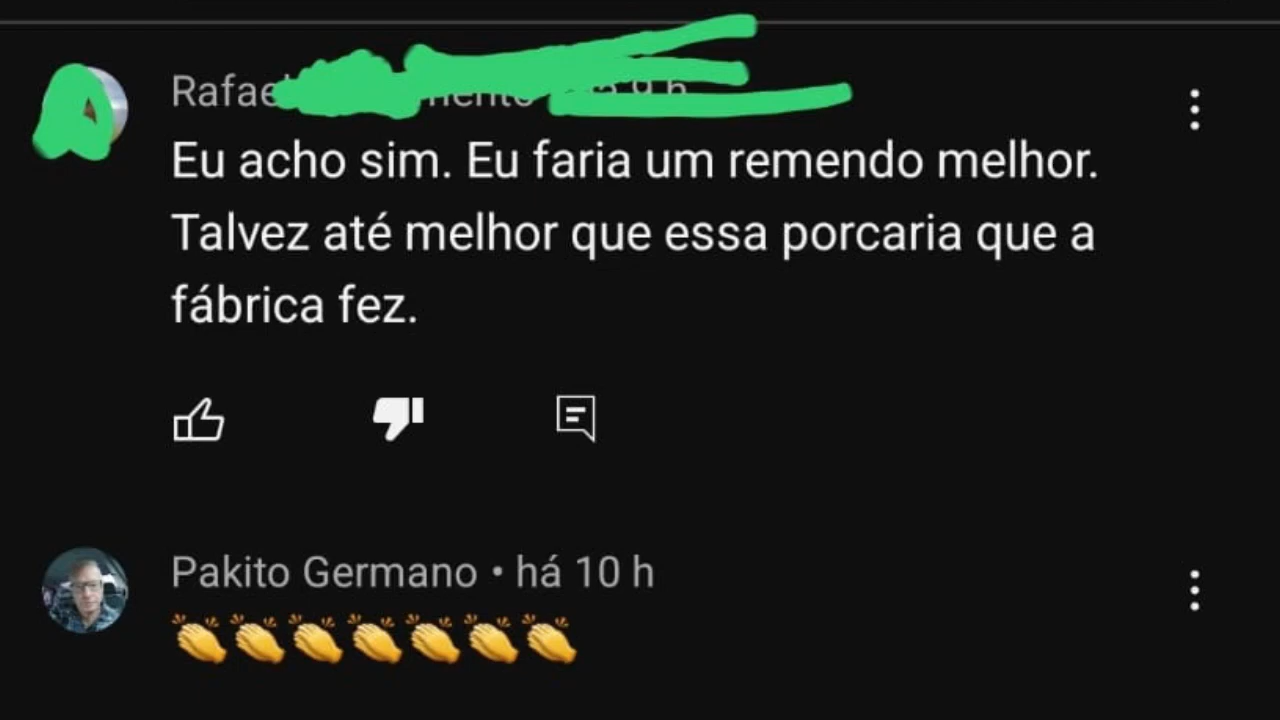 Rafae
Eu acho sim. Eu faria um remendo melhor.
Talvez até melhor que essa porcaria que a
fábrica fez.
Pakito Germano • há 10 h
👏👏👏👏👏👏👏